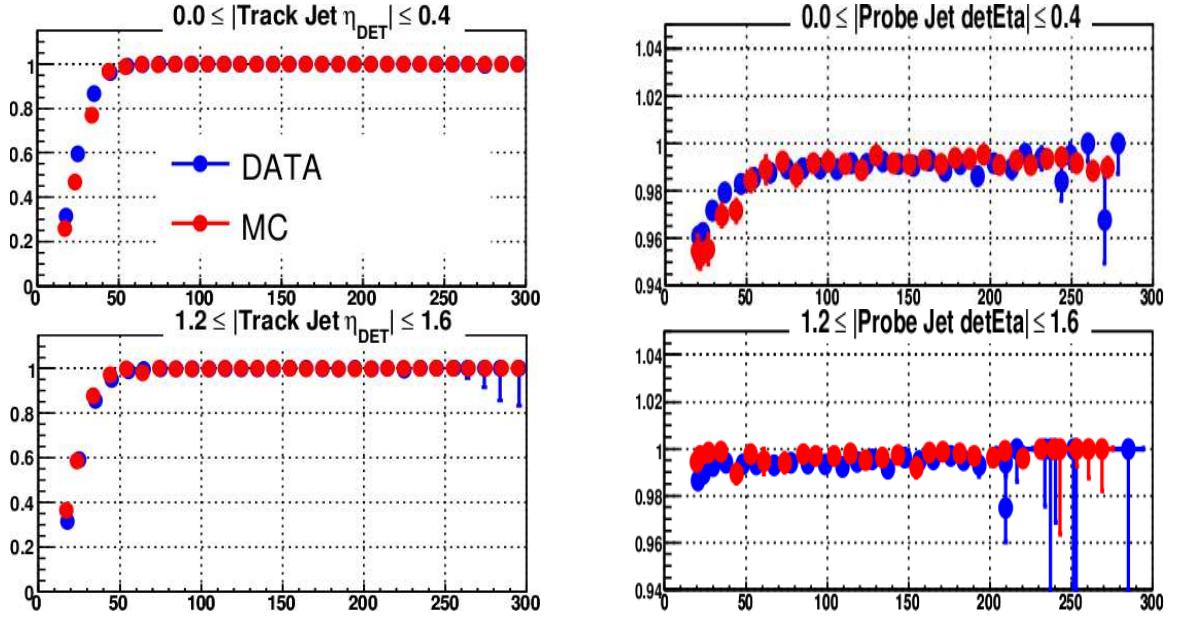 0.0 ≤ |Track Jet η_DET| ≤ 0.4
1
0.8
0.6
0.4
0.2
0
0 50 100 150 200 250 300
DATA
MC
0.0 ≤ |Probe Jet detEta| ≤ 0.4
1.04
1.02
1
0.98
0.96
0.94
0 50 100 150 200 250 300
1.2 ≤ |Track Jet η_DET| ≤ 1.6
1
0.8
0.6
0.4
0.2
0
0 50 100 150 200 250 300
1.2 ≤ |Probe Jet detEta| ≤ 1.6
1.04
1.02
1.00
0.98
0.96
0.94
0 50 100 150 200 250 300